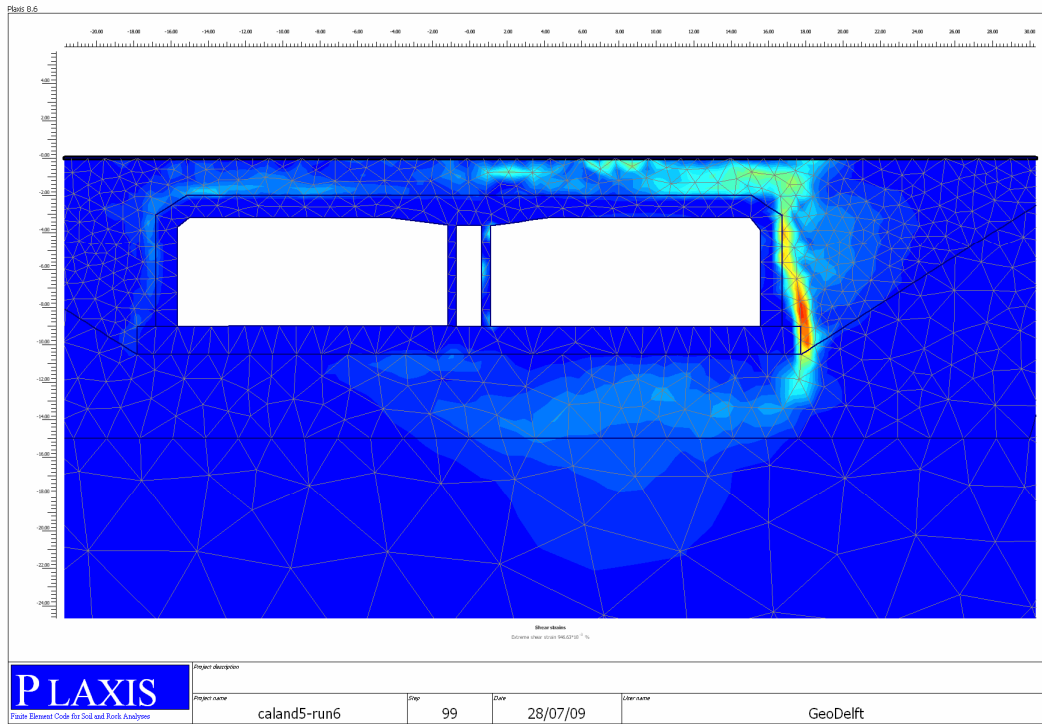 Plaxis 8.6
-20.00 -18.00 -16.00 -14.00 -12.00 -10.00 -8.00 -6.00 -4.00 -2.00 -0.00 2.00 4.00 6.00 8.00 10.00 12.00 14.00 16.00 18.00 20.00 22.00 24.00 26.00 28.00 30.00
4.00
2.00
-0.00
-2.00
-4.00
-6.00
-8.00
-10.00
-12.00
-14.00
-16.00
-18.00
-20.00
-22.00
-24.00
Shear strains
Extreme shear strain
%
Project description
PLAXIS
Finite Element Code for Soil and Rock Analyses
Project name
Step
Date
User name
caland5-run6
99
28/07/09
GeoDelft